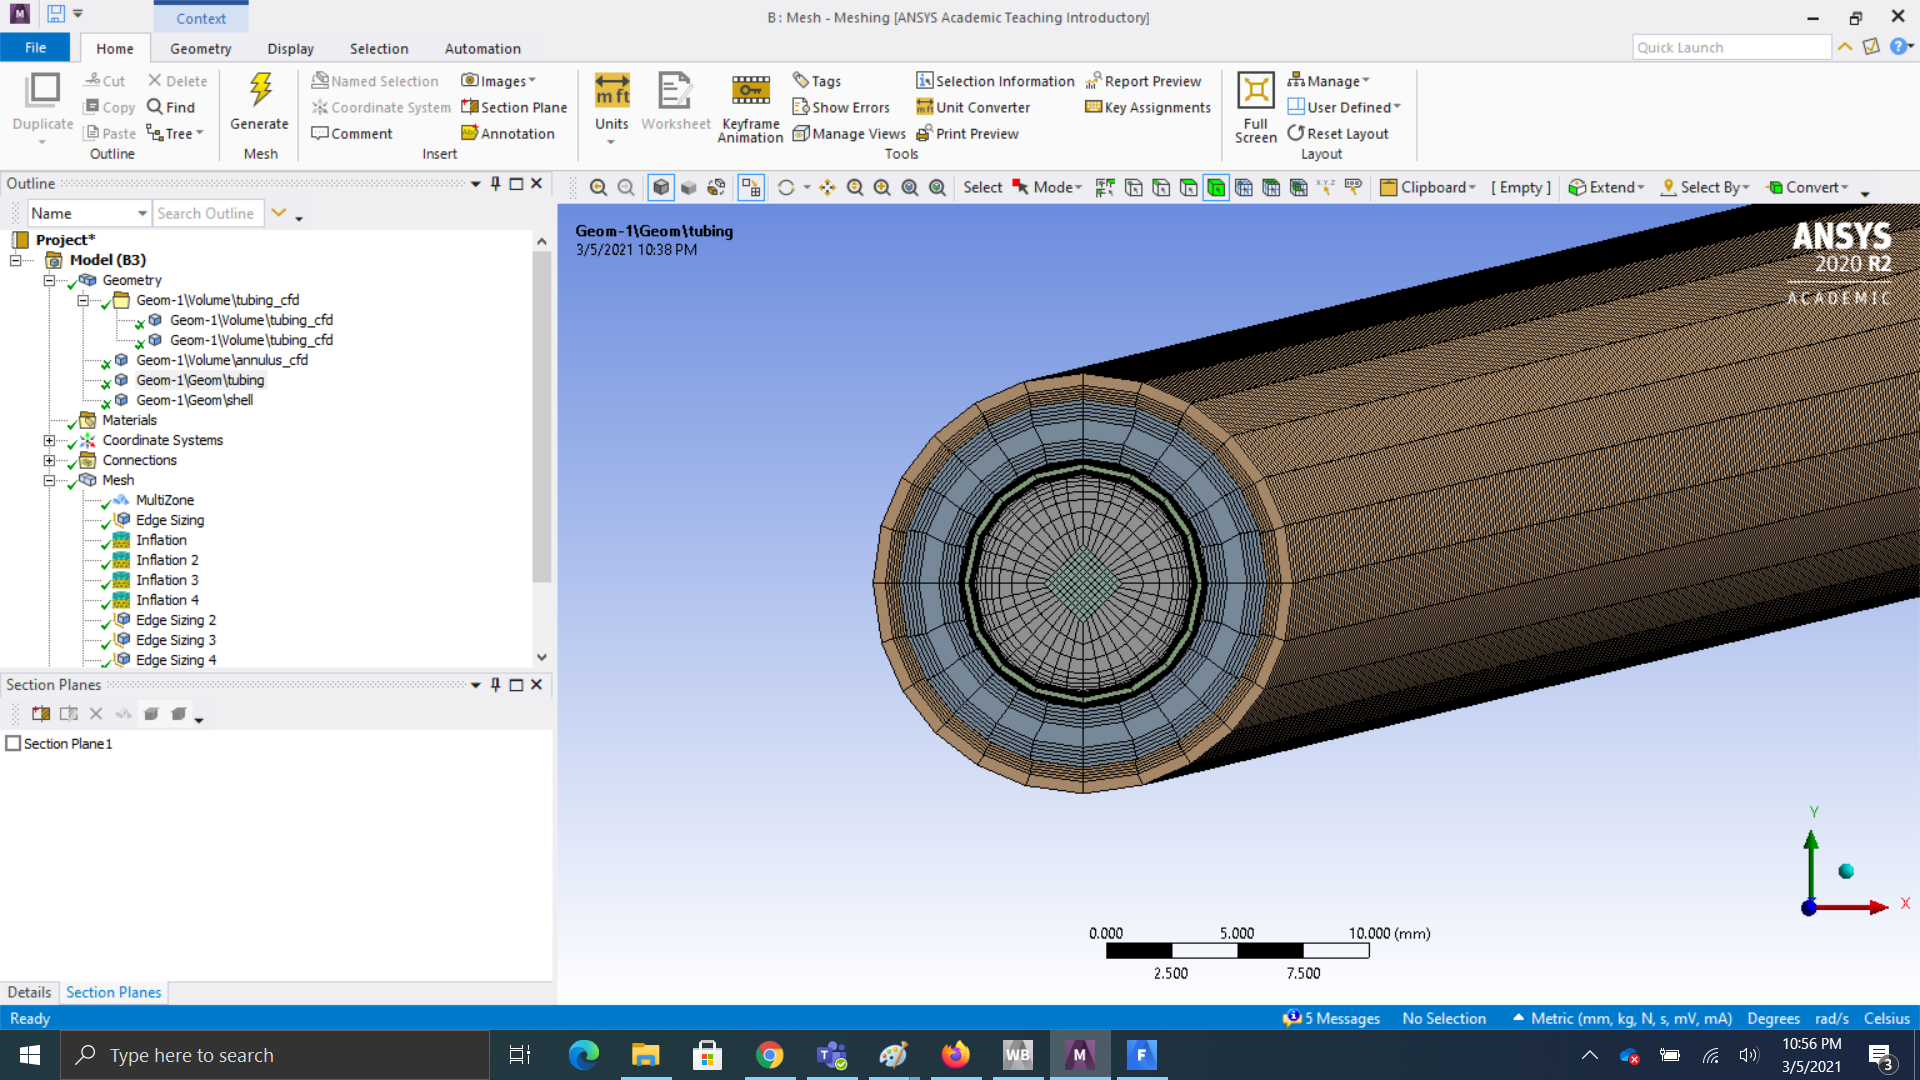 Context
B : Mesh - Meshing [ANSYS Academic Teaching Introductory]
File
Home
Geometry
Display
Selection
Automation
Quick Launch
Duplicate
Cut
Copy
Paste
Delete
Find
Tree
Outline
Generate
Mesh
Named Selection
Coordinate System
Comment
Images
Section Plane
Annotation
Insert
Units
Worksheet
Keyframe
Animation
Tags
Show Errors
Manage Views
Selection Information
Unit Converter
Print Preview
Report Preview
Key Assignments
Tools
Full
Screen
Manage
User Defined
Reset Layout
Layout
Outline
Name
Search Outline
Select
Mode
Clipboard
[ Empty ]
Extend
Select By
Convert
Project*
Model (B3)
Geometry
Geom-1\Volume\tubing_cfd
Geom-1\Volume\tubing_cfd
Geom-1\Volume\tubing_cfd
Geom-1\Volume\annulus_cfd
Geom-1\Geom\tubing
Geom-1\Geom\shell
Materials
Coordinate Systems
Connections
Mesh
MultiZone
Edge Sizing
Inflation
Inflation 2
Inflation 3
Inflation 4
Edge Sizing 2
Edge Sizing 3
Edge Sizing 4
Section Planes
Section Plane 1
Details
Section Planes
Geom-1\Geom\tubing
3/5/2021 10:38 PM
ANSYS
2020 R2
ACADEMIC
Y
X
0.000
5.000
10.000 (mm)
2.500
7.500
Ready
5 Messages
No Selection
Metric (mm, kg, N, s, mV, mA)
Degrees
rad/s
Celsius
Type here to search
WB
M
F
10:56 PM
3/5/2021
3